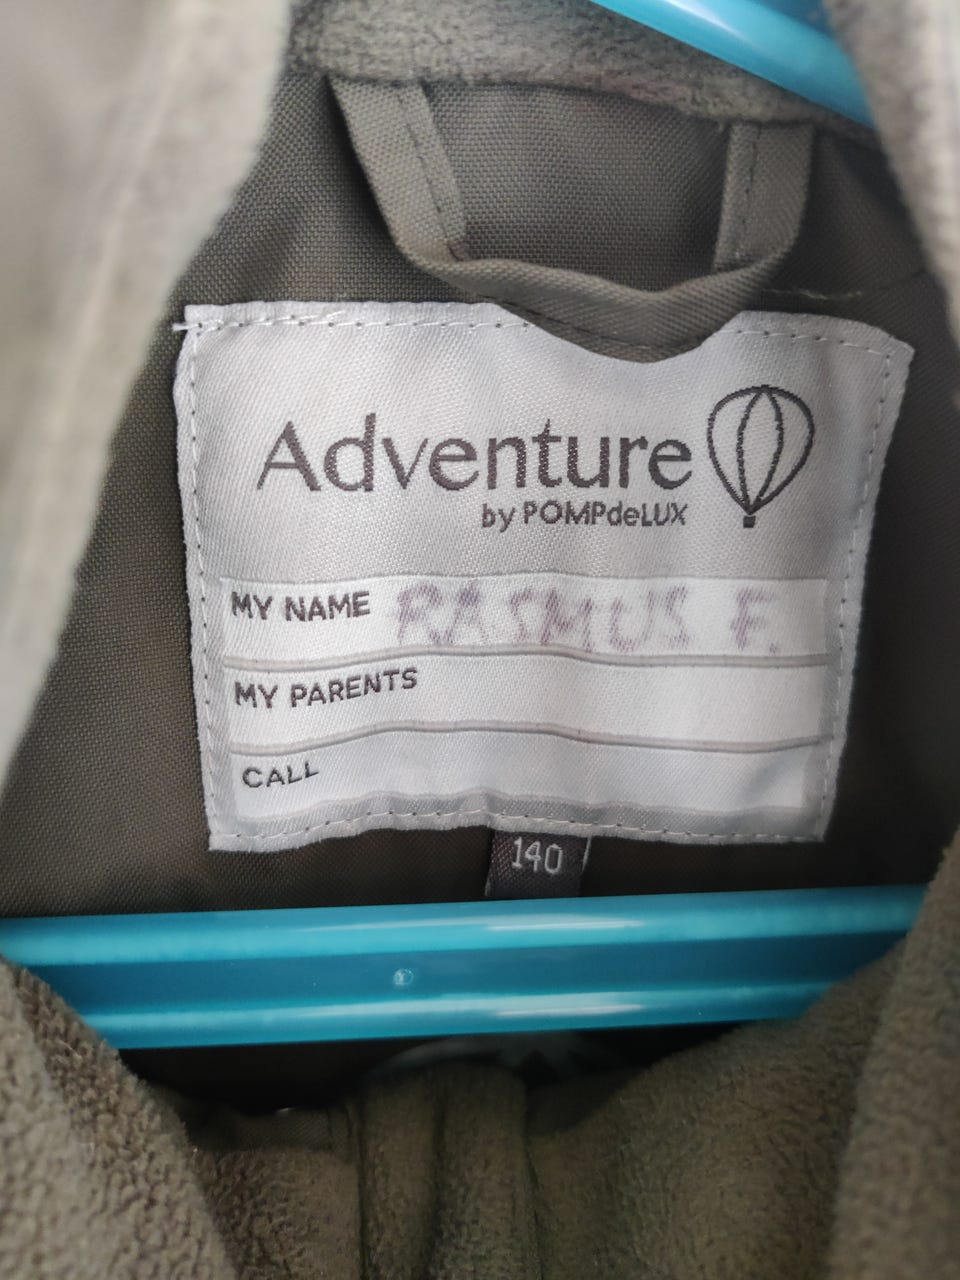 Adventure
by POMPdeLUX
MY NAME RASMUS F.
MY PARENTS
CALL
140